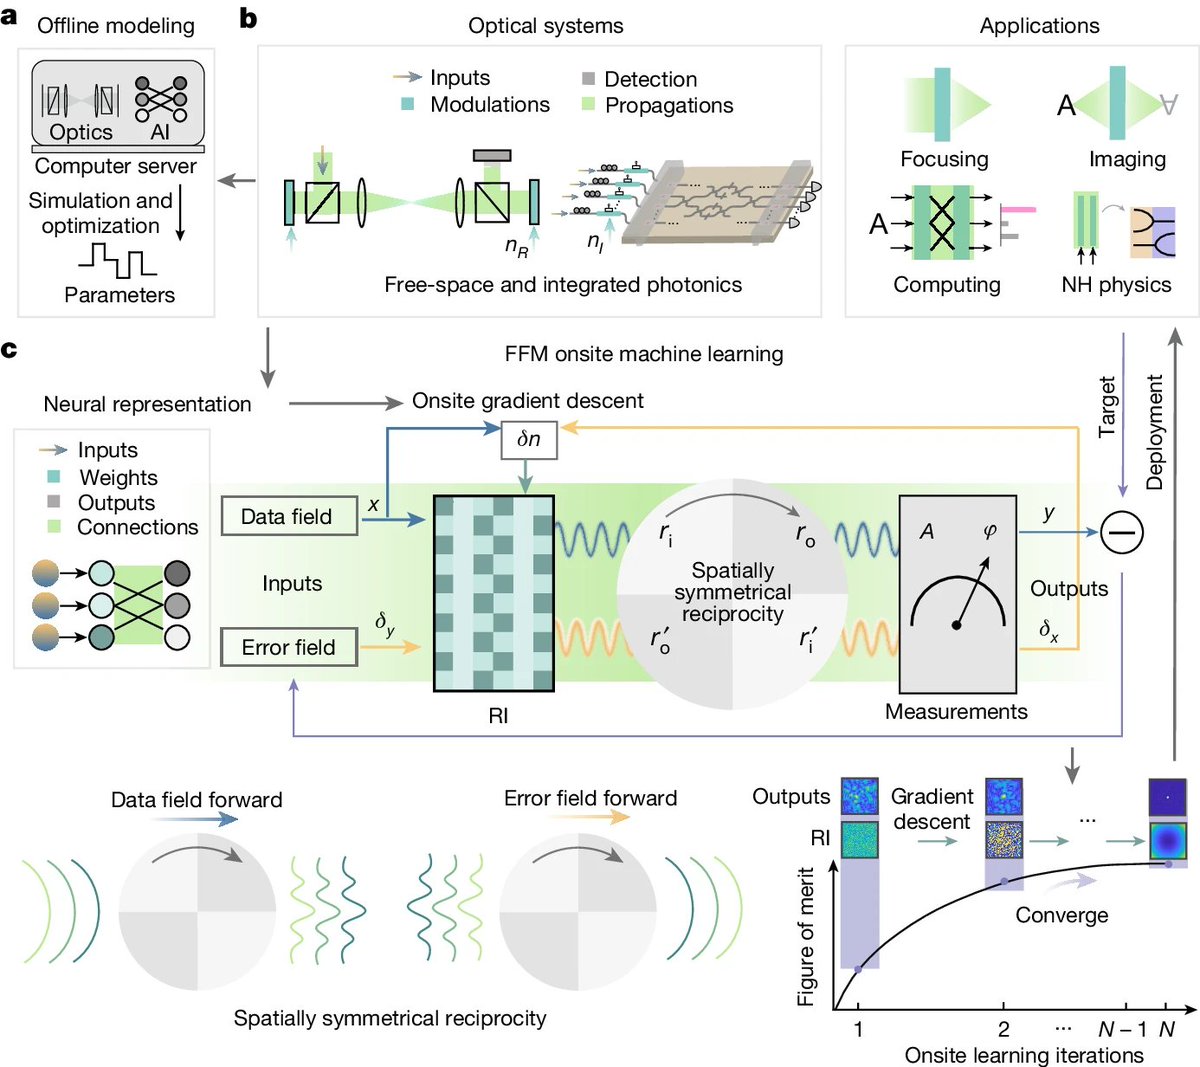 a
Offline modeling
Optics
AI
Computer server
Simulation and
optimization
Parameters
b
Optical systems
Inputs
Detection
Modulations
Propagations
n_R
n_I
Free-space and integrated photonics
Applications
A
A
Focusing
Imaging
A
Computing
NH physics
c
FFM onsite machine learning
Neural representation
Onsite gradient descent
Target
Deployment
Inputs
Weights
Outputs
Connections
δn
Data field
x
Inputs
Error field
δ_y
RI
r_i
r_o
Spatially
symmetrical
reciprocity
r′_o
r′_i
A
φ
Measurements
y
−
Outputs
δ_x
Data field forward
Error field forward
Spatially symmetrical reciprocity
Outputs
Gradient
descent
...
RI
Figure of merit
Converge
1
2
...
N – 1
N
Onsite learning iterations